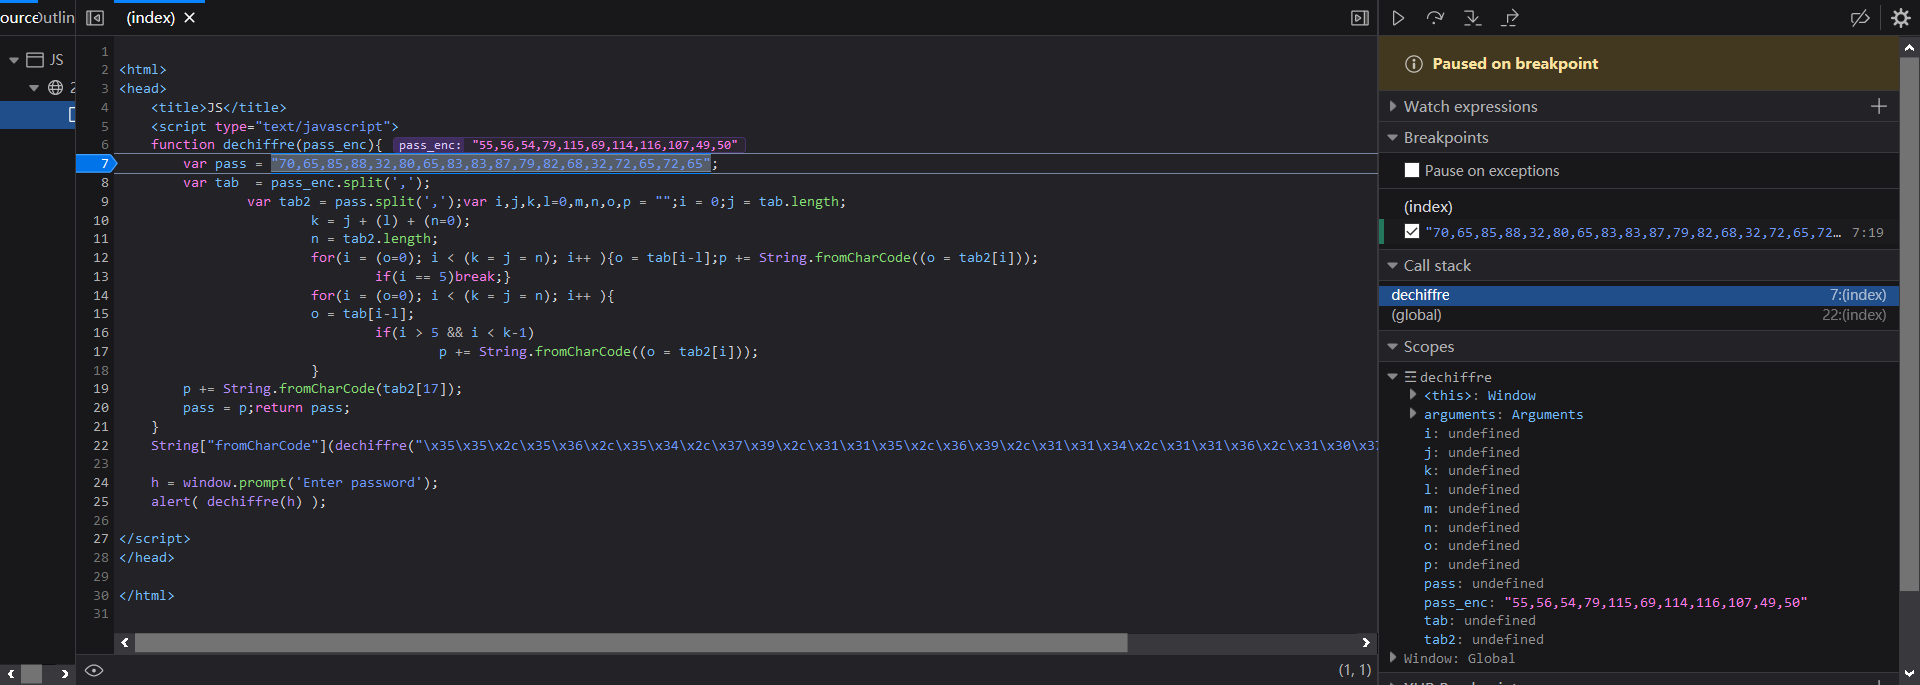 ource
Outlin
(index)
JS
2
1
2 <html>
3 <head>
4 <title>JS</title>
5 <script type="text/javascript">
6 function dechiffre(pass_enc){ pass_enc: "55,56,54,79,115,69,114,116,107,49,50"
7 var pass = "70,65,85,88,32,80,65,83,83,87,79,82,68,32,72,65,72,65";
8 var tab  = pass_enc.split(',');
9 var tab2 = pass.split(',');var i,j,k,l=0,m,n,o,p = "";i = 0;j = tab.length;
10 k = j + (l) + (n=0);
11 n = tab2.length;
12 for(i = (o=0); i < (k = j = n); i++ ){o = tab[i-l];p += String.fromCharCode((o = tab2[i]));
13 if(i == 5)break;}
14 for(i = (o=0); i < (k = j = n); i++ ){
15 o = tab[i-l];
16 if(i > 5 && i < k-1)
17 p += String.fromCharCode((o = tab2[i]));
18 }
19 p += String.fromCharCode(tab2[17]);
20 pass = p;return pass;
21 }
22 String["fromCharCode"](dechiffre("\x35\x35\x2c\x35\x36\x2c\x35\x34\x2c\x37\x39\x2c\x31\x31\x35\x2c\x36\x39\x2c\x31\x31\x34\x2c\x31\x31\x36\x2c\x31\x30\x37
23
24 h = window.prompt('Enter password');
25 alert( dechiffre(h) );
26
27 </script>
28 </head>
29
30 </html>
31
(1, 1)
Paused on breakpoint
Watch expressions
Breakpoints
Pause on exceptions
(index)
"70,65,85,88,32,80,65,83,83,87,79,82,68,32,72,65,72… 7:19
Call stack
dechiffre 7:(index)
(global) 22:(index)
Scopes
dechiffre
<this>: Window
arguments: Arguments
i: undefined
j: undefined
k: undefined
l: undefined
m: undefined
n: undefined
o: undefined
p: undefined
pass: undefined
pass_enc: "55,56,54,79,115,69,114,116,107,49,50"
tab: undefined
tab2: undefined
Window: Global